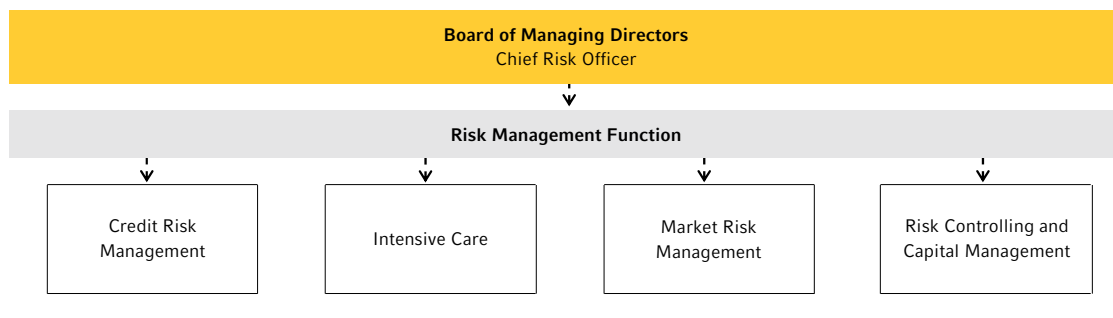 Board of Managing Directors
Chief Risk Officer
Risk Management Function
Credit Risk
Management
Intensive Care
Market Risk
Management
Risk Controlling and
Capital Management